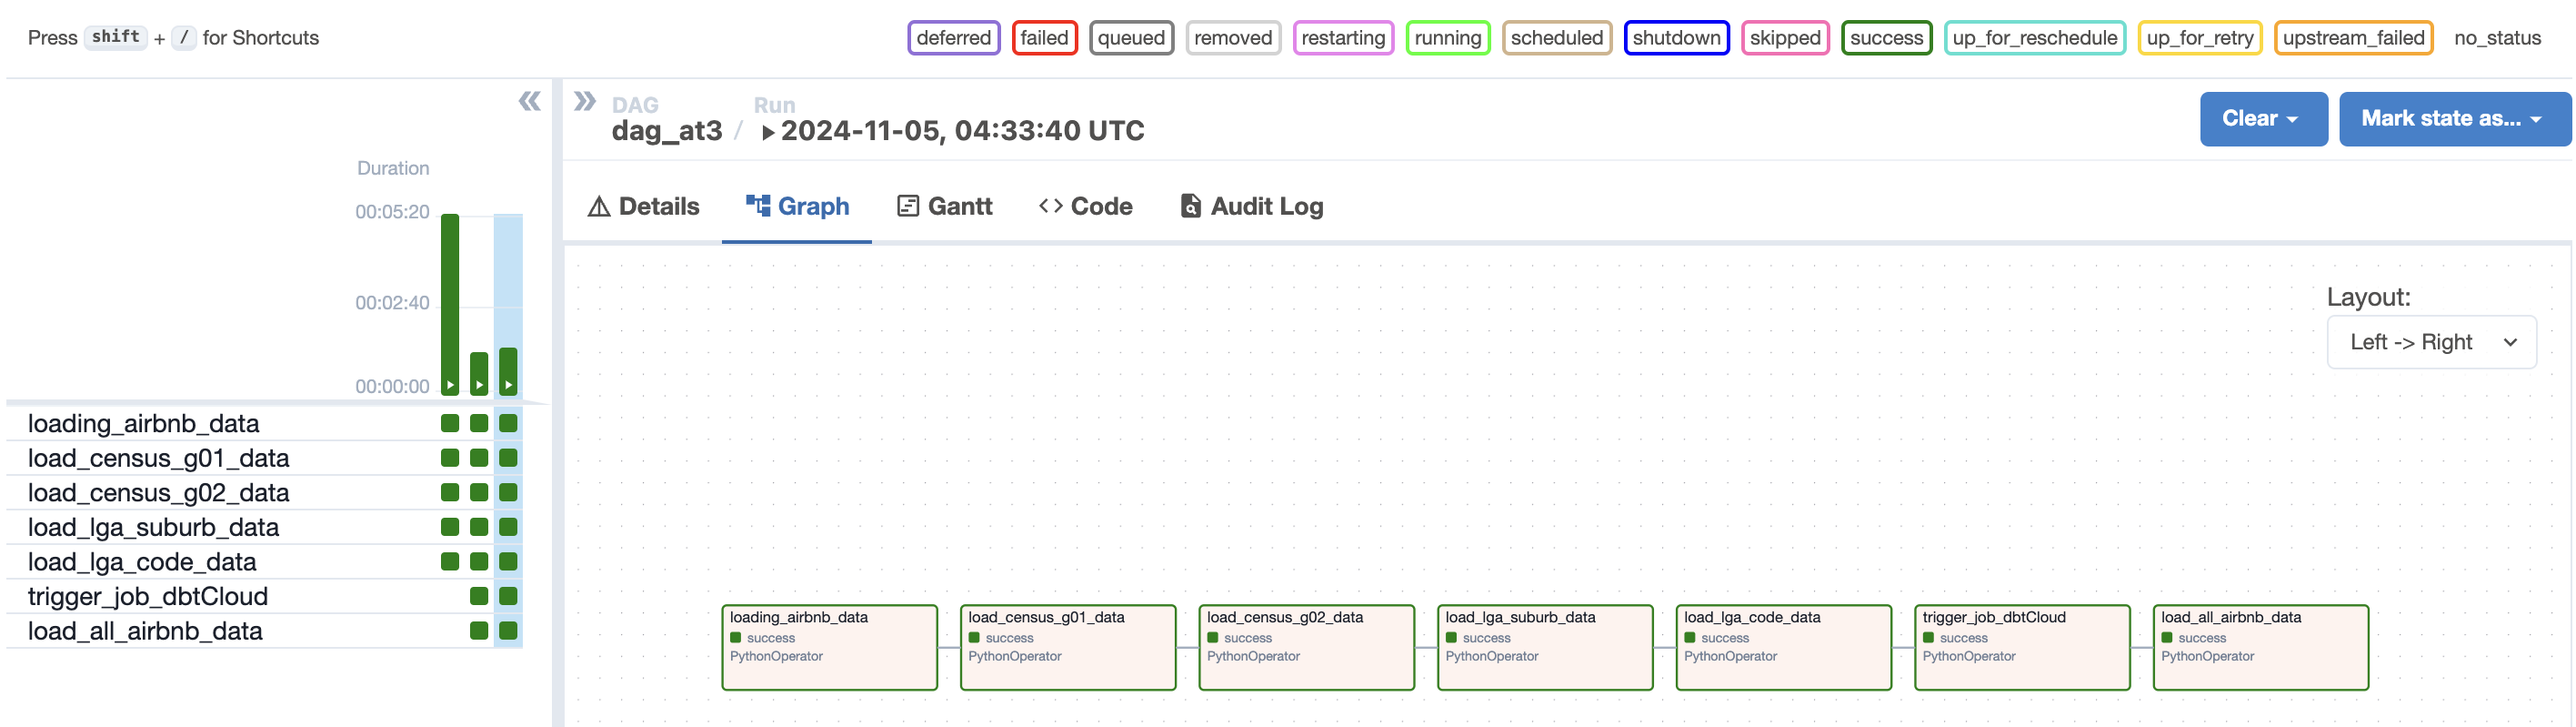 Press shift + / for Shortcuts
deferred failed queued removed restarting running scheduled shutdown skipped success up_for_reschedule up_for_retry upstream_failed no_status
DAG
dag_at3 /
Run
2024-11-05, 04:33:40 UTC
Clear
Mark state as...
Details Graph Gantt Code Audit Log
Duration
00:05:20
00:02:40
00:00:00
loading_airbnb_data
load_census_g01_data
load_census_g02_data
load_lga_suburb_data
load_lga_code_data
trigger_job_dbtCloud
load_all_airbnb_data
Layout:
Left -> Right
loading_airbnb_data
success
PythonOperator
load_census_g01_data
success
PythonOperator
load_census_g02_data
success
PythonOperator
load_lga_suburb_data
success
PythonOperator
load_lga_code_data
success
PythonOperator
trigger_job_dbtCloud
success
PythonOperator
load_all_airbnb_data
success
PythonOperator